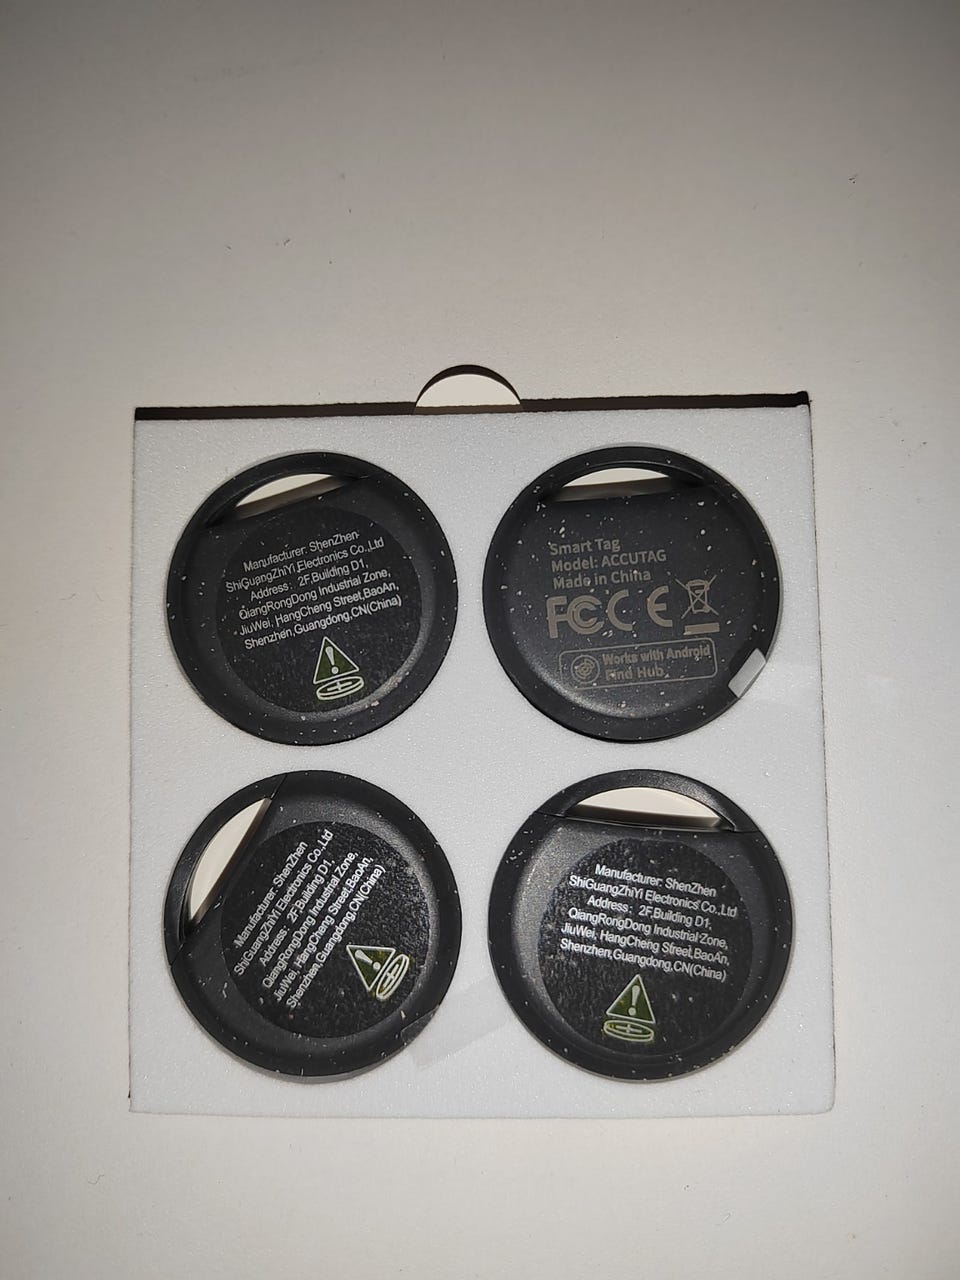 Manufacturer: ShenZhen
ShiGuangZhiYi Electronics Co.,Ltd
Address：2F,Building D1,
QiangRongDong Industrial Zone,
JiuWei, HangCheng Street,BaoAn,
Shenzhen,Guangdong,CN(China)
Smart Tag
Model: ACCUTAG
Made in China
FCC CE
Works with Android
Find Hub
Manufacturer: ShenZhen
ShiGuangZhiYi Electronics Co.,Ltd
Address：2F,Building D1,
QiangRongDong Industrial Zone,
JiuWei, HangCheng Street,BaoAn,
Shenzhen,Guangdong,CN(China)
Manufacturer: ShenZhen
ShiGuangZhiYi Electronics Co.,Ltd
Address：2F,Building D1,
QiangRongDong Industrial Zone,
JiuWei, HangCheng Street,BaoAn,
Shenzhen,Guangdong,CN(China)